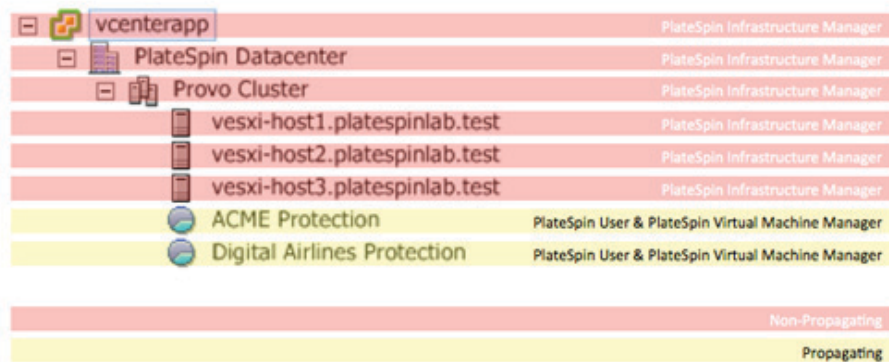 vcenterapp PlateSpin Infrastructure Manager
PlateSpin Datacenter PlateSpin Infrastructure Manager
Provo Cluster PlateSpin Infrastructure Manager
vesxi-host1.platespinlab.test PlateSpin Infrastructure Manager
vesxi-host2.platespinlab.test PlateSpin Infrastructure Manager
vesxi-host3.platespinlab.test PlateSpin Infrastructure Manager
ACME Protection PlateSpin User & PlateSpin Virtual Machine Manager
Digital Airlines Protection PlateSpin User & PlateSpin Virtual Machine Manager
Non-Propagating
Propagating